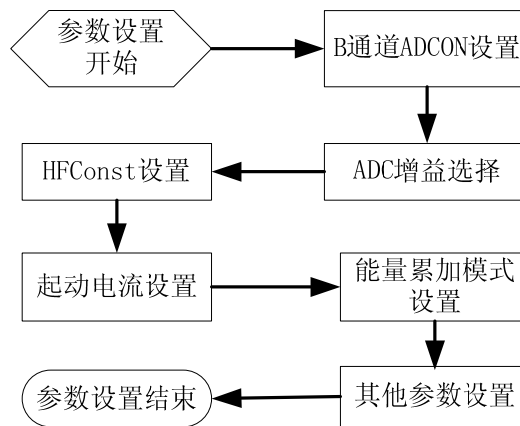 参数设置
开始
B通道ADCON设置
ADC增益选择
HFConst设置
起动电流设置
能量累加模式
设置
其他参数设置
参数设置结束